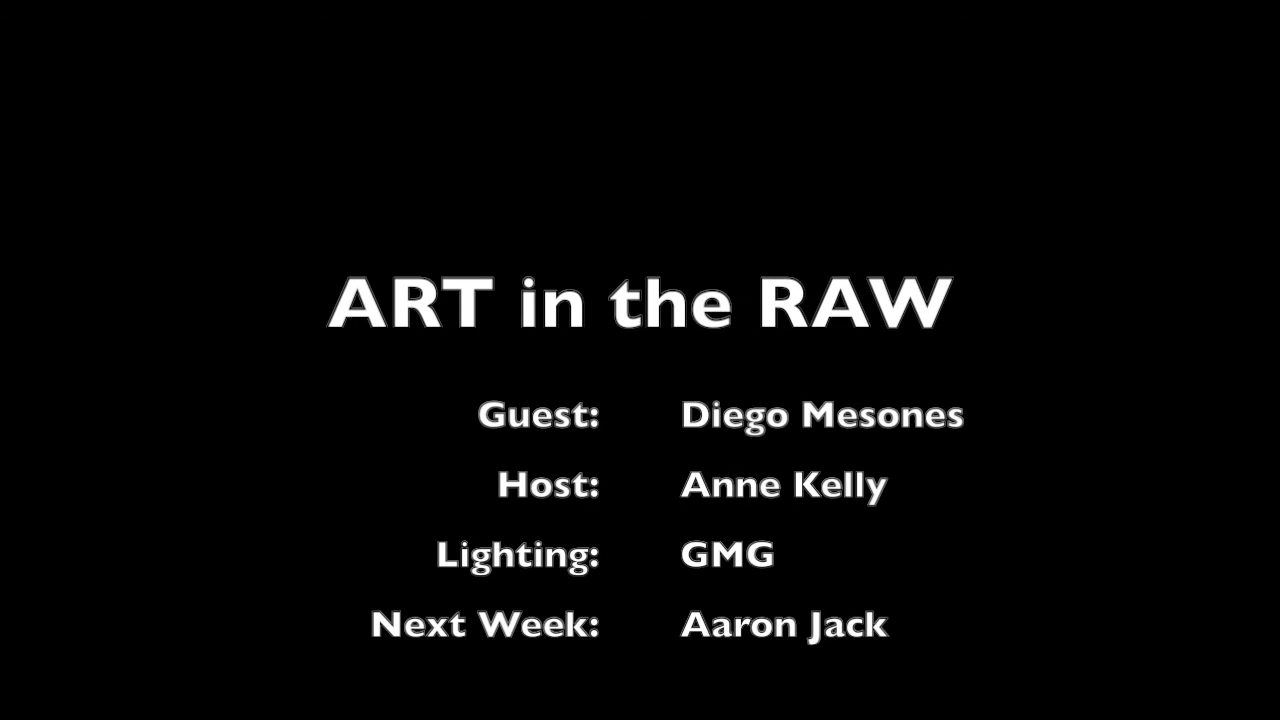 ART in the RAW
Guest: Diego Mesones
Host: Anne Kelly
Lighting: GMG
Next Week: Aaron Jack